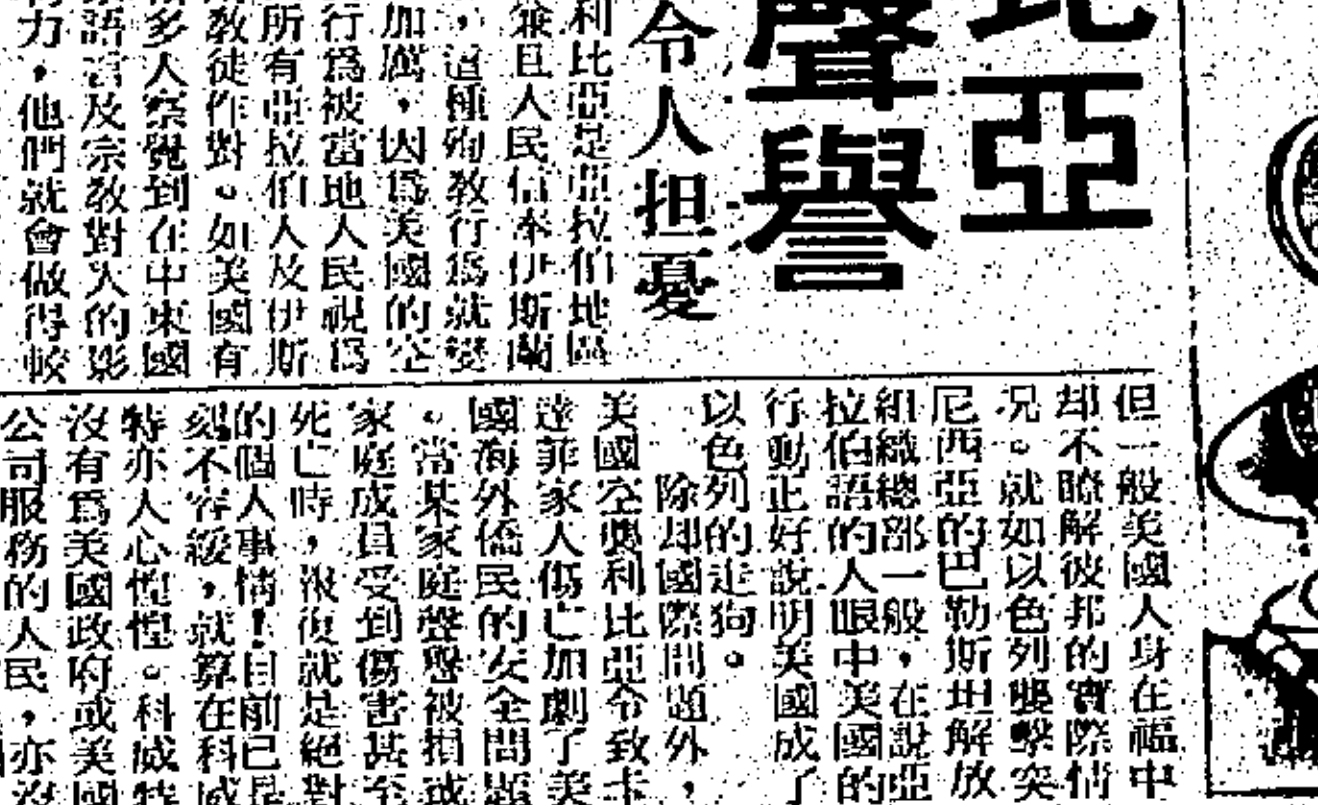 比亞
聲譽
令人担憂
利比亞是亞拉伯地區
兼且人民信奉伊斯蘭
，這種殉教行爲就變
加厲，因爲美國的空
行爲被當地人民視爲
所有亞拉伯人及伊斯
教徒作對。如美國有
多人察覺到在中東國
語言及宗教對人的影
力，他們就會做得較
但一般美國人身在福中
却不瞭解彼邦的實際情
况。就如以色列襲擊突
尼西亞的巴勒斯坦解放
組織總部一般，在說亞
拉伯語的人眼中美國的
行動正好說明美國成了
以色列的走狗。
除却國際問題外，
美國空襲利比亞令致卡
達菲家人傷亡加劇了美
國海外僑民的安全問題
。當某家庭聲譽被損或
家庭成員受到傷害甚至
死亡時，報復就是絕對
的個人事情！目前已是
刻不容緩，就算在科威
特亦人心惶惶。科威特
沒有爲美國政府或美國
公司服務的人民，亦沒